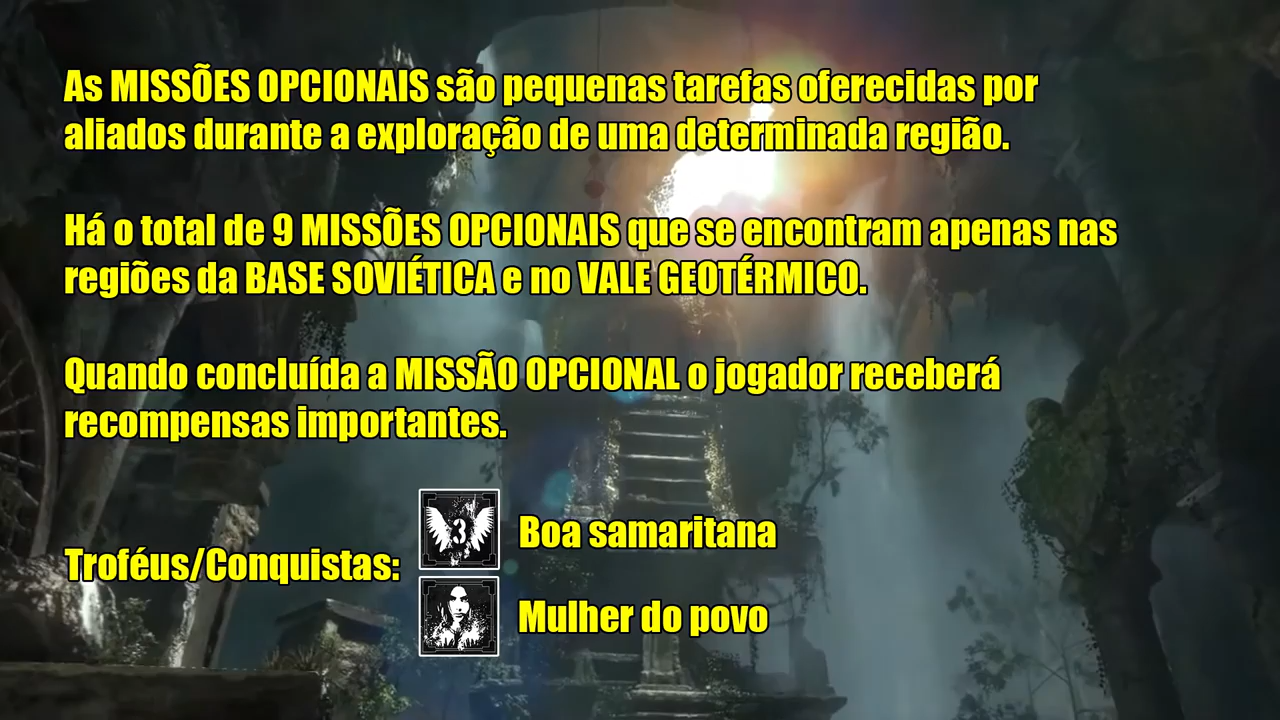 As MISSÕES OPCIONAIS são pequenas tarefas oferecidas por
aliados durante a exploração de uma determinada região.
Há o total de 9 MISSÕES OPCIONAIS que se encontram apenas nas
regiões da BASE SOVIÉTICA e no VALE GEOTÉRMICO.
Quando concluída a MISSÃO OPCIONAL o jogador receberá
recompensas importantes.
Troféus/Conquistas:
3
Boa samaritana
Mulher do povo